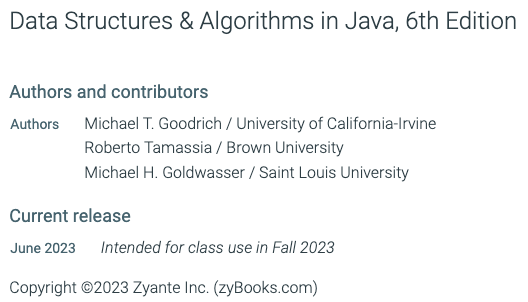 Data Structures & Algorithms in Java, 6th Edition
Authors and contributors
Authors Michael T. Goodrich / University of California-Irvine
Roberto Tamassia / Brown University
Michael H. Goldwasser / Saint Louis University
Current release
June 2023 Intended for class use in Fall 2023
Copyright ©2023 Zyante Inc. (zyBooks.com)